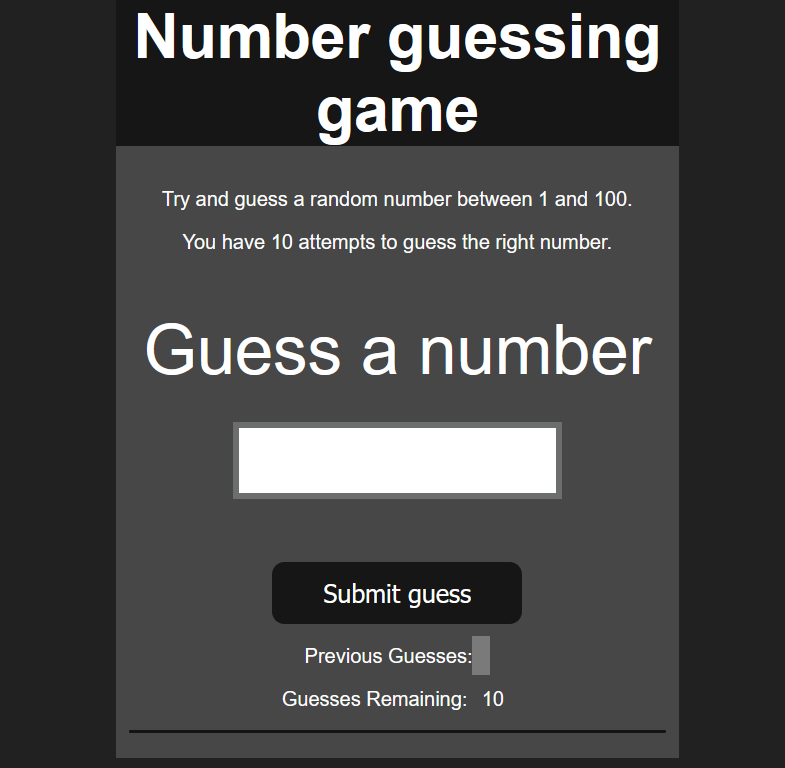 Number guessing
game
Try and guess a random number between 1 and 100.
You have 10 attempts to guess the right number.
Guess a number
Submit guess
Previous Guesses:
Guesses Remaining: 10